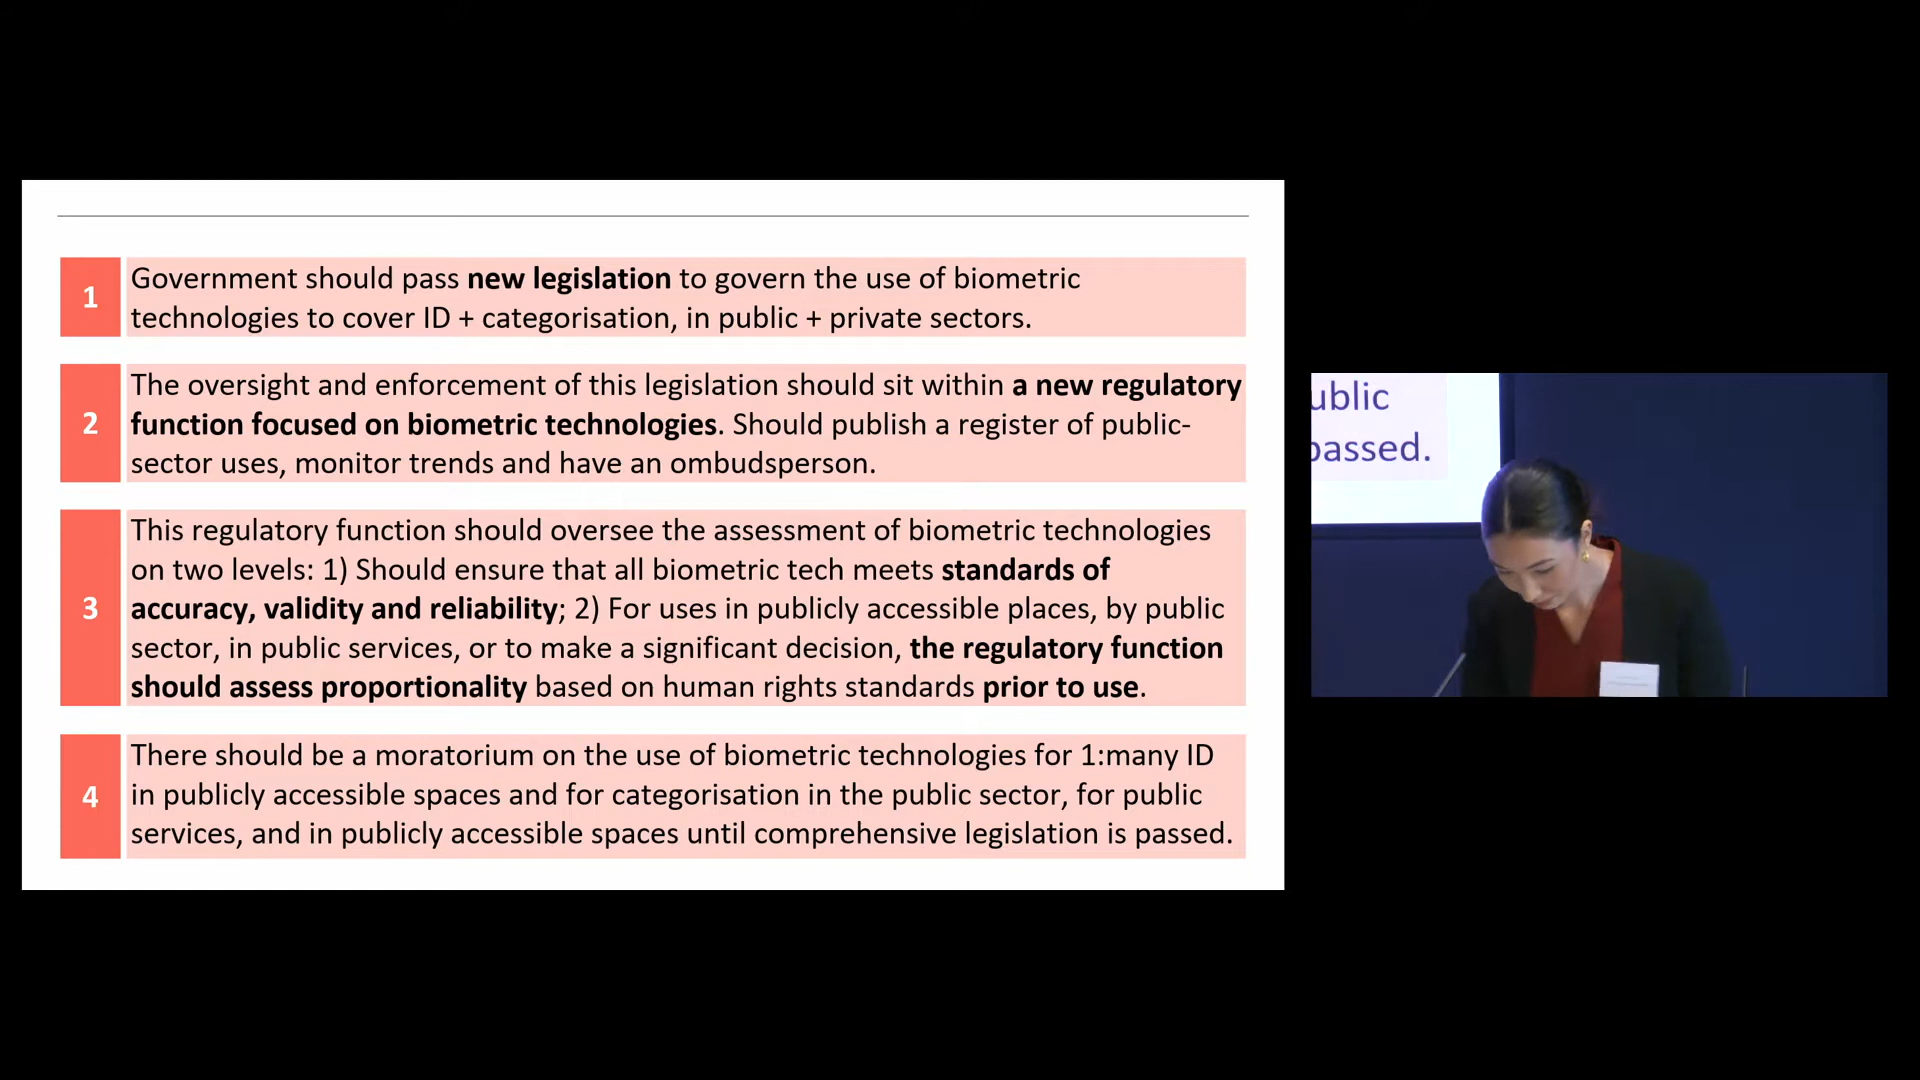 1
Government should pass new legislation to govern the use of biometric
technologies to cover ID + categorisation, in public + private sectors.
2
The oversight and enforcement of this legislation should sit within a new regulatory
function focused on biometric technologies. Should publish a register of public-
sector uses, monitor trends and have an ombudsperson.
3
This regulatory function should oversee the assessment of biometric technologies
on two levels: 1) Should ensure that all biometric tech meets standards of
accuracy, validity and reliability; 2) For uses in publicly accessible places, by public
sector, in public services, or to make a significant decision, the regulatory function
should assess proportionality based on human rights standards prior to use.
4
There should be a moratorium on the use of biometric technologies for 1:many ID
in publicly accessible spaces and for categorisation in the public sector, for public
services, and in publicly accessible spaces until comprehensive legislation is passed.
ublic
passed.